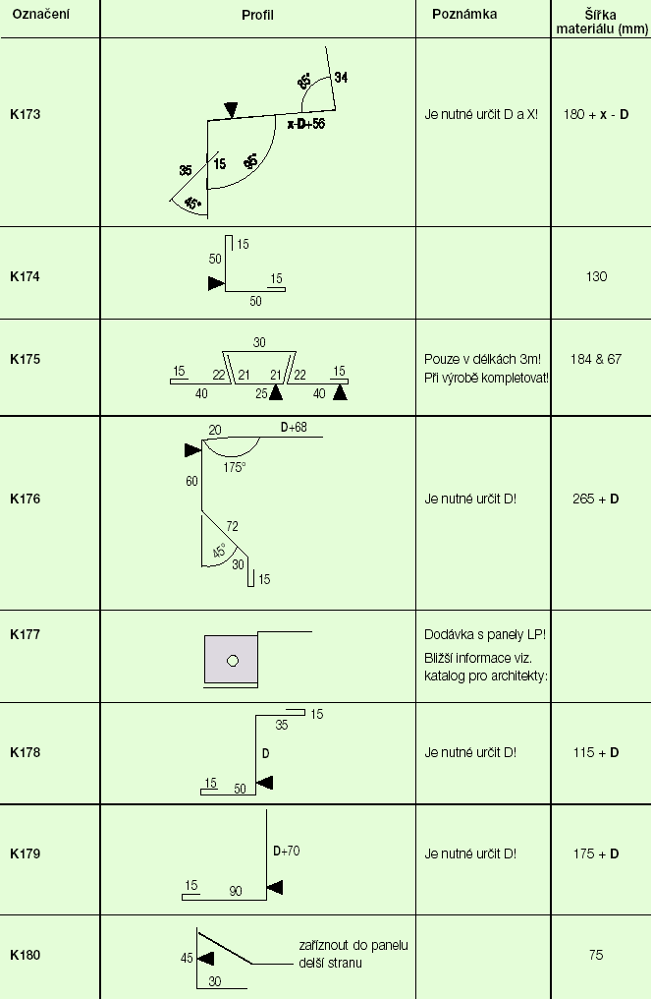 Označení
Profil
Poznámka
Šířka
materiálu (mm)
K173
85°
34
x-D+56
35
15
95°
45°
Je nutné určit D a X!
180 + x - D
K174
15
50
15
50
130
K175
30
15
22
21
21
22
15
40
25
40
Pouze v délkách 3m!
Při výrobě kompletovat!
184 & 67
K176
20
D+68
175°
60
72
45°
30
15
Je nutné určit D!
265 + D
K177
Dodávka s panely LP!
Bližší informace viz.
katalog pro architekty:
K178
15
35
D
15
50
Je nutné určit D!
115 + D
K179
D+70
15
90
Je nutné určit D!
175 + D
K180
45
30
zaříznout do panelu
delší stranu
75